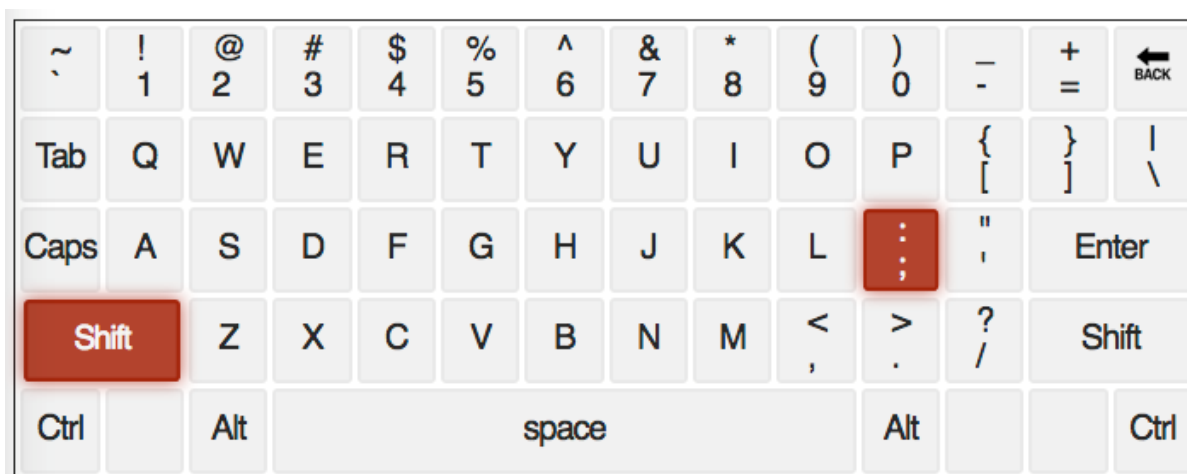 ~ ! @ # $ % ^ & * ( ) _ +
` 1 2 3 4 5 6 7 8 9 0 - = BACK
Tab Q W E R T Y U I O P { } |
[ ] \
Caps A S D F G H J K L : " Enter
; '
Shift Z X C V B N M < > ? Shift
, . /
Ctrl Alt space Alt Ctrl